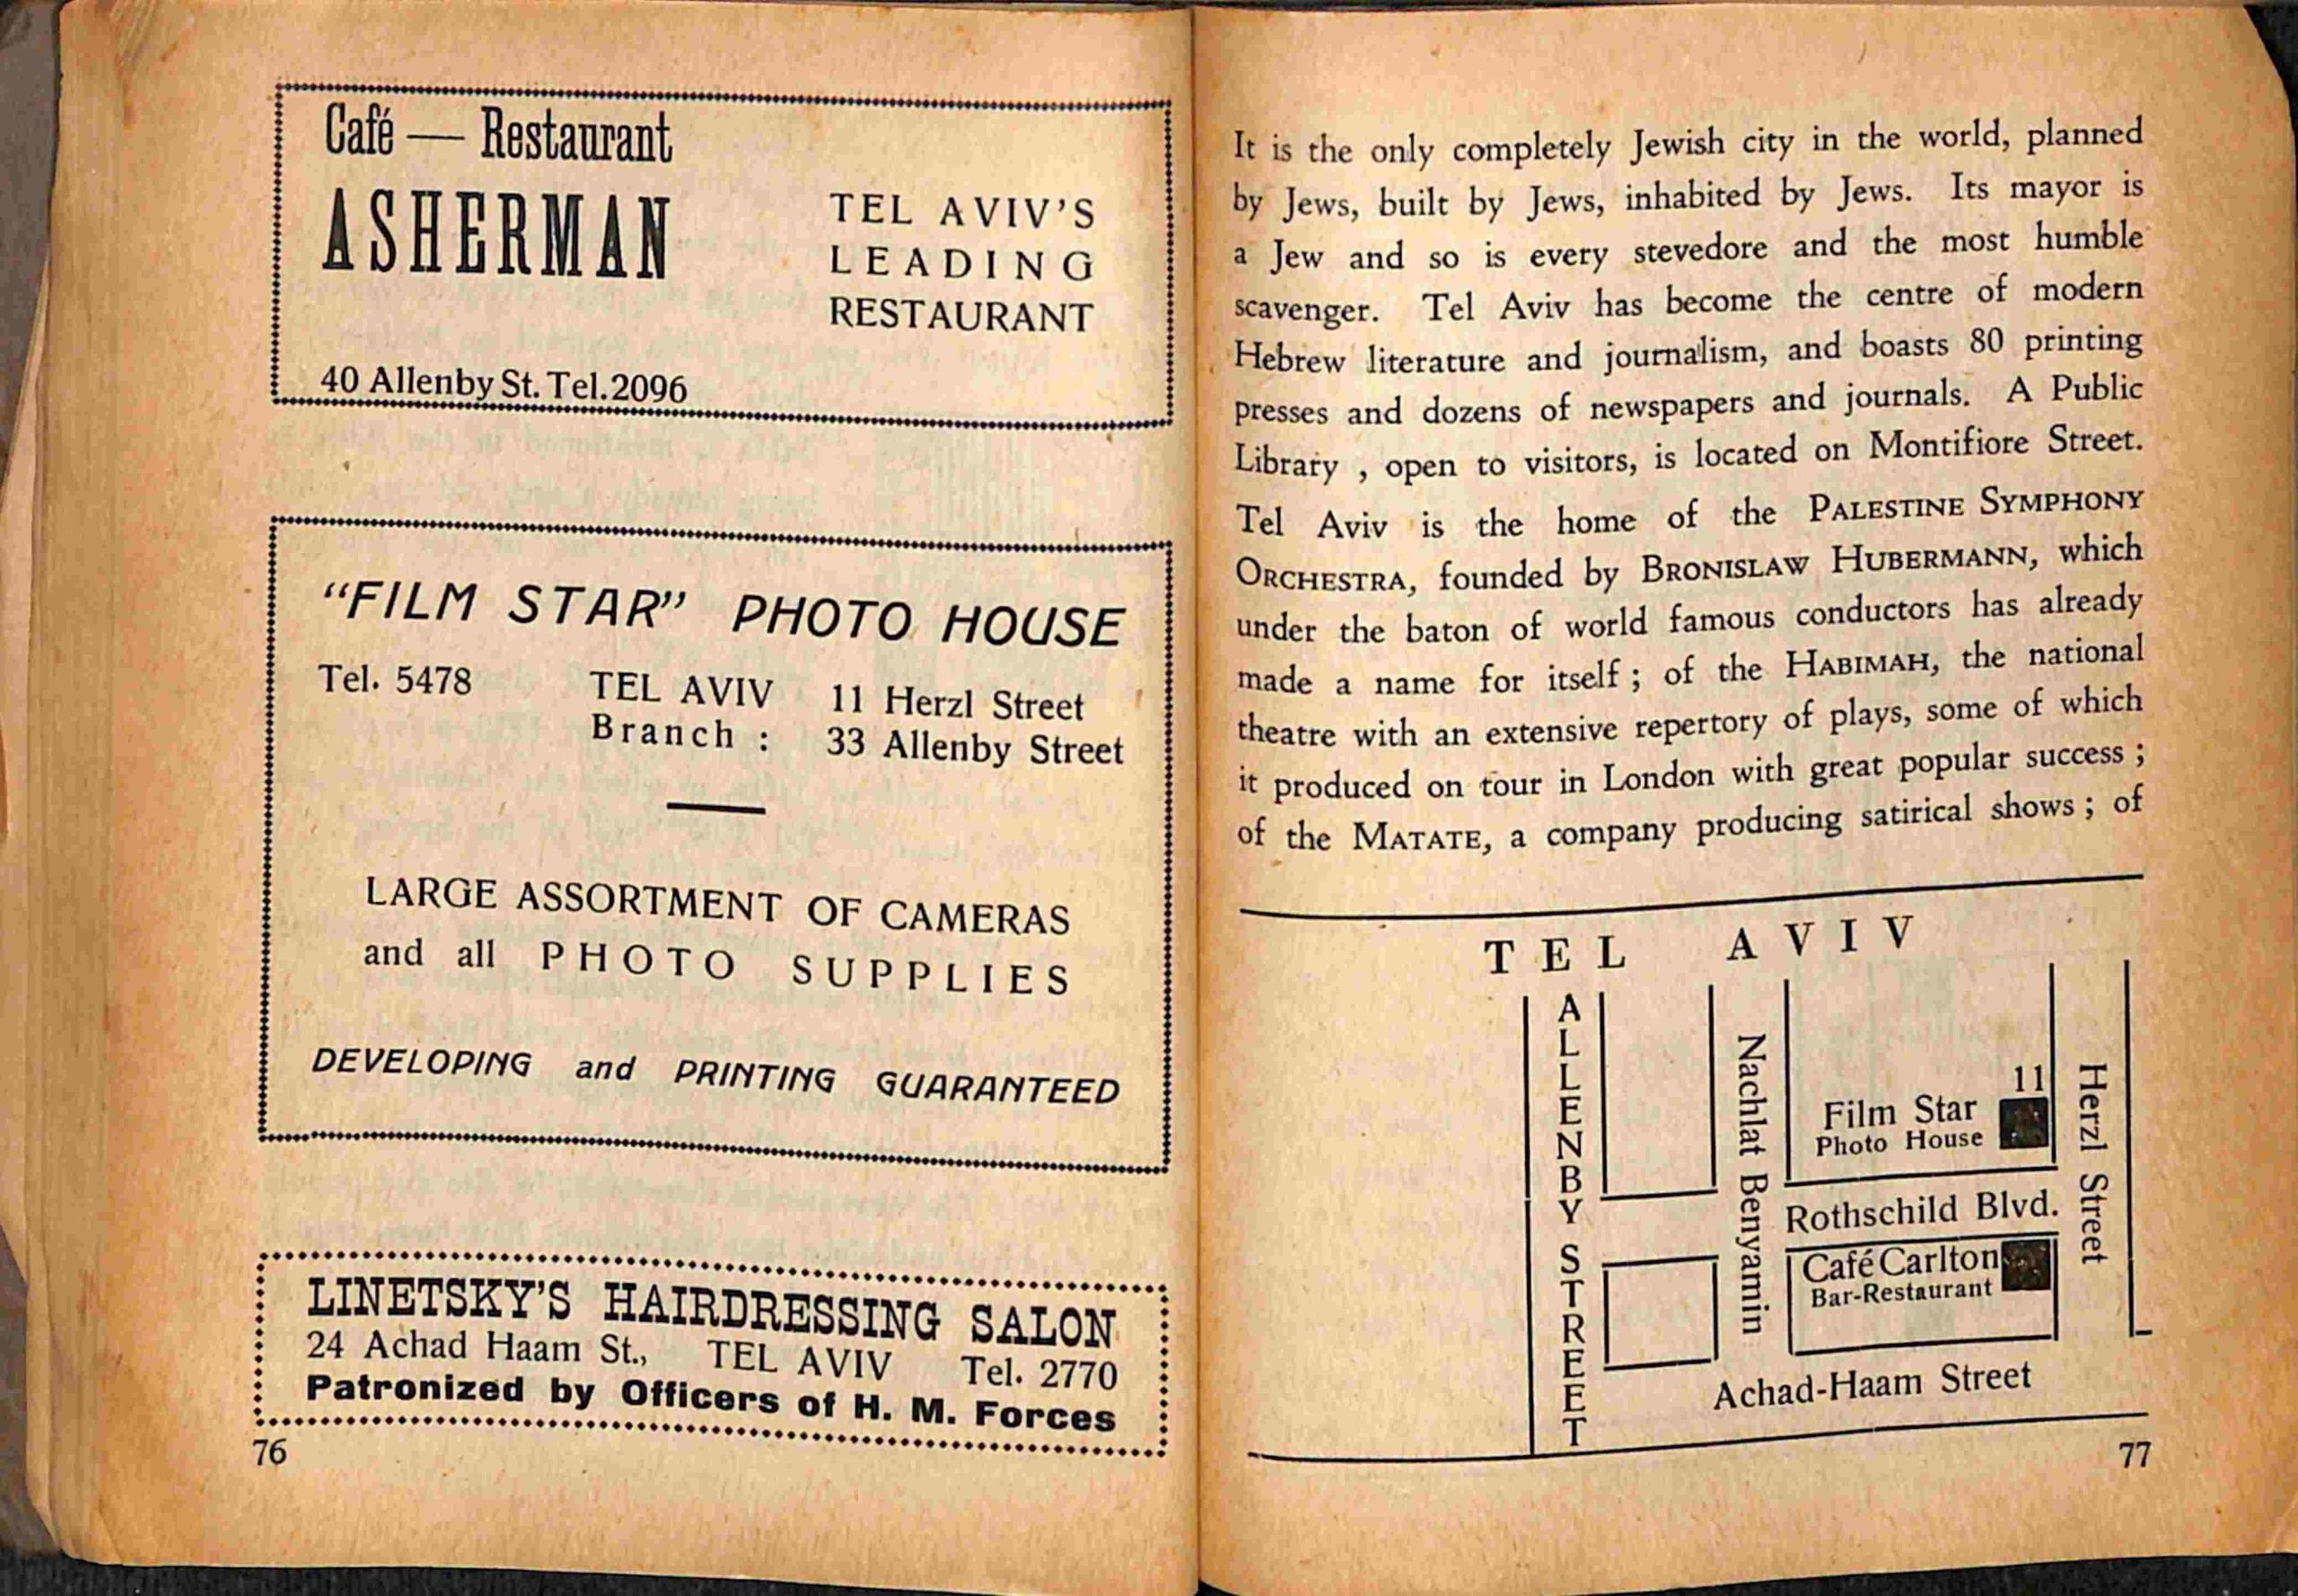 Café — Restaurant
ASHERMAN
TEL AVIV'S
LEADING
RESTAURANT
40 Allenby St. Tel. 2096
"FILM STAR" PHOTO HOUSE
Tel. 5478 TEL AVIV 11 Herzl Street
Branch : 33 Allenby Street
LARGE ASSORTMENT OF CAMERAS
and all PHOTO SUPPLIES
DEVELOPING and PRINTING GUARANTEED
LINETSKY'S HAIRDRESSING SALON
24 Achad Haam St., TEL AVIV Tel. 2770
Patronized by Officers of H. M. Forces
76
It is the only completely Jewish city in the world, planned
by Jews, built by Jews, inhabited by Jews. Its mayor is
a Jew and so is every stevedore and the most humble
scavenger. Tel Aviv has become the centre of modern
Hebrew literature and journalism, and boasts 80 printing
presses and dozens of newspapers and journals. A Public
Library , open to visitors, is located on Montifiore Street.
Tel Aviv is the home of the PALESTINE SYMPHONY
ORCHESTRA, founded by BRONISLAW HUBERMANN, which
under the baton of world famous conductors has already
made a name for itself ; of the HABIMAH, the national
theatre with an extensive repertory of plays, some of which
it produced on tour in London with great popular success ;
of the MATATE, a company producing satirical shows ; of
TEL AVIV
ALLENBY STREET
Nachlat Benyamin
11
Film Star
Photo House
Herzl Street
Rothschild Blvd.
Café Carlton
Bar-Restaurant
Achad-Haam Street
77